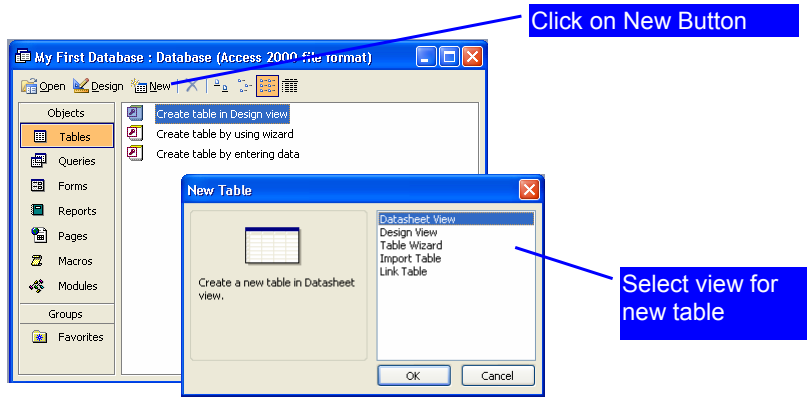 Click on New Button
My First Database : Database (Access 2000 file format)
Open Design New
Objects
Tables
Queries
Forms
Reports
Pages
Macros
Modules
Groups
Favorites
Create table in Design view
Create table by using wizard
Create table by entering data
New Table
Create a new table in Datasheet
view.
Datasheet View
Design View
Table Wizard
Import Table
Link Table
OK Cancel
Select view for
new table